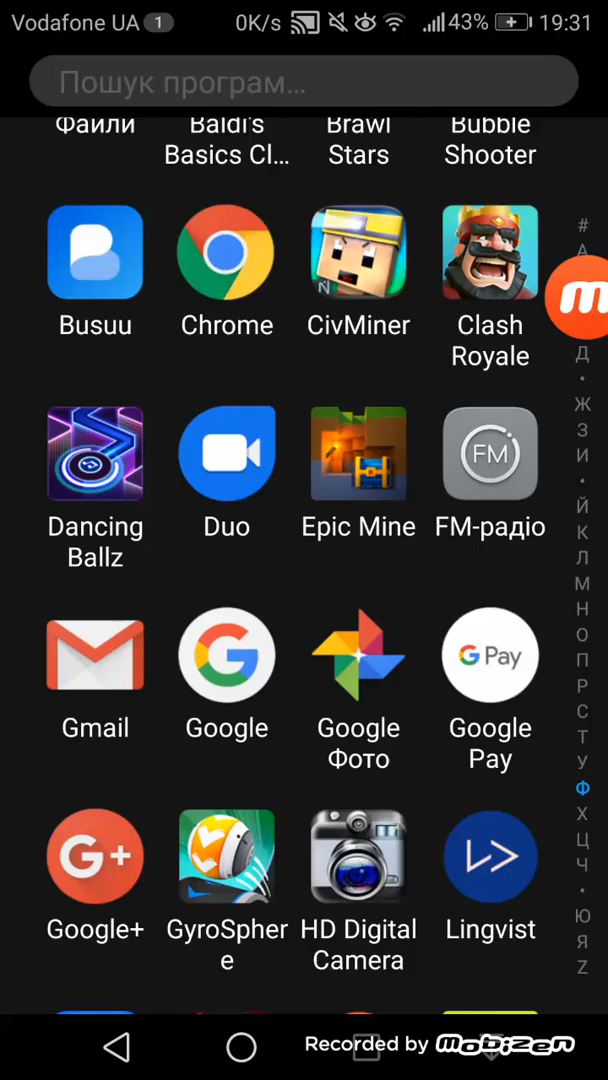 Vodafone UA 1 0K/s 43% 19:31
Пошук програм…
Файли Baldi's Brawl Bubble
Basics Cl… Stars Shooter
Busuu Chrome CivMiner Clash
Royale
FM
Dancing Duo Epic Mine FM-радіо
Ballz
G Pay
Gmail Google Google Google
Фото Pay
G+
Google+ GyroSpher HD Digital Lingvist
e Camera
#
А
Д
•
Ж
З
И
•
Й
К
Л
М
Н
О
П
Р
С
Т
У
Ф
Х
Ц
Ч
•
Ю
Я
Z
Recorded by mobizen